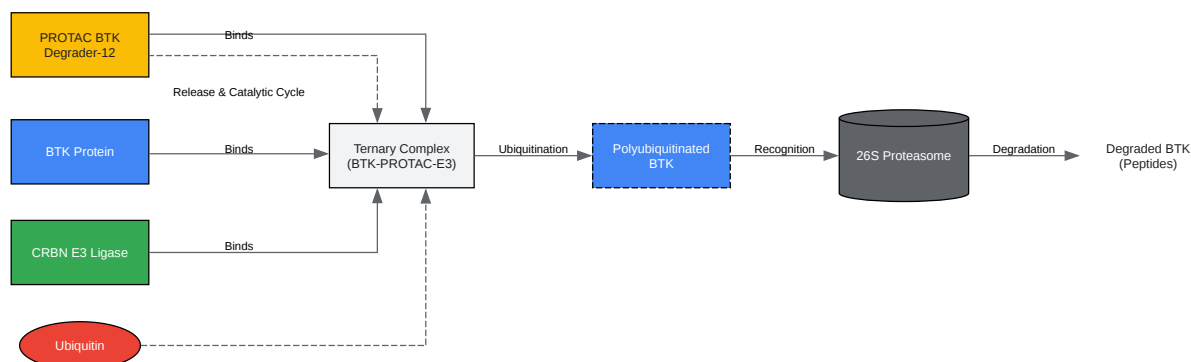 PROTAC BTK
Degrader-12
Binds
Release & Catalytic Cycle
BTK Protein
Binds
Ternary Complex
(BTK-PROTAC-E3)
Ubiquitination
Polyubiquitinated
BTK
Recognition
26S Proteasome
Degradation
Degraded BTK
(Peptides)
CRBN E3 Ligase
Binds
Ubiquitin